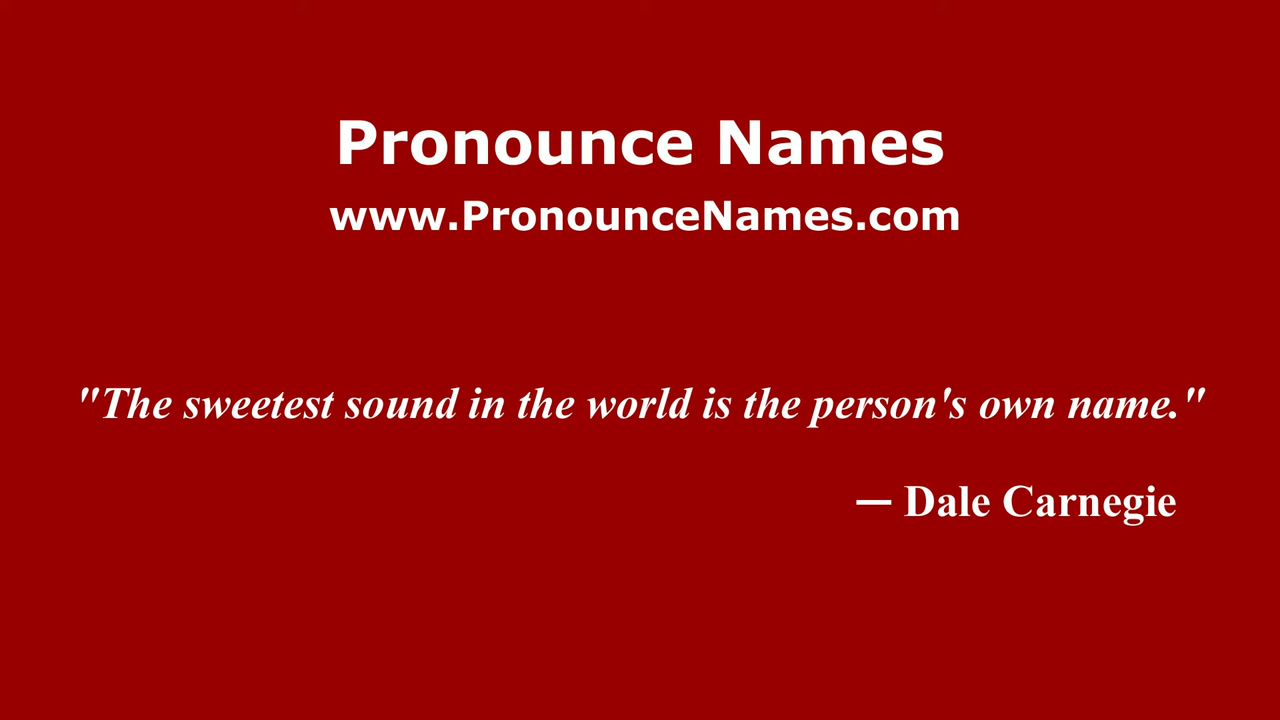 Pronounce Names
www.PronounceNames.com
"The sweetest sound in the world is the person's own name."
— Dale Carnegie